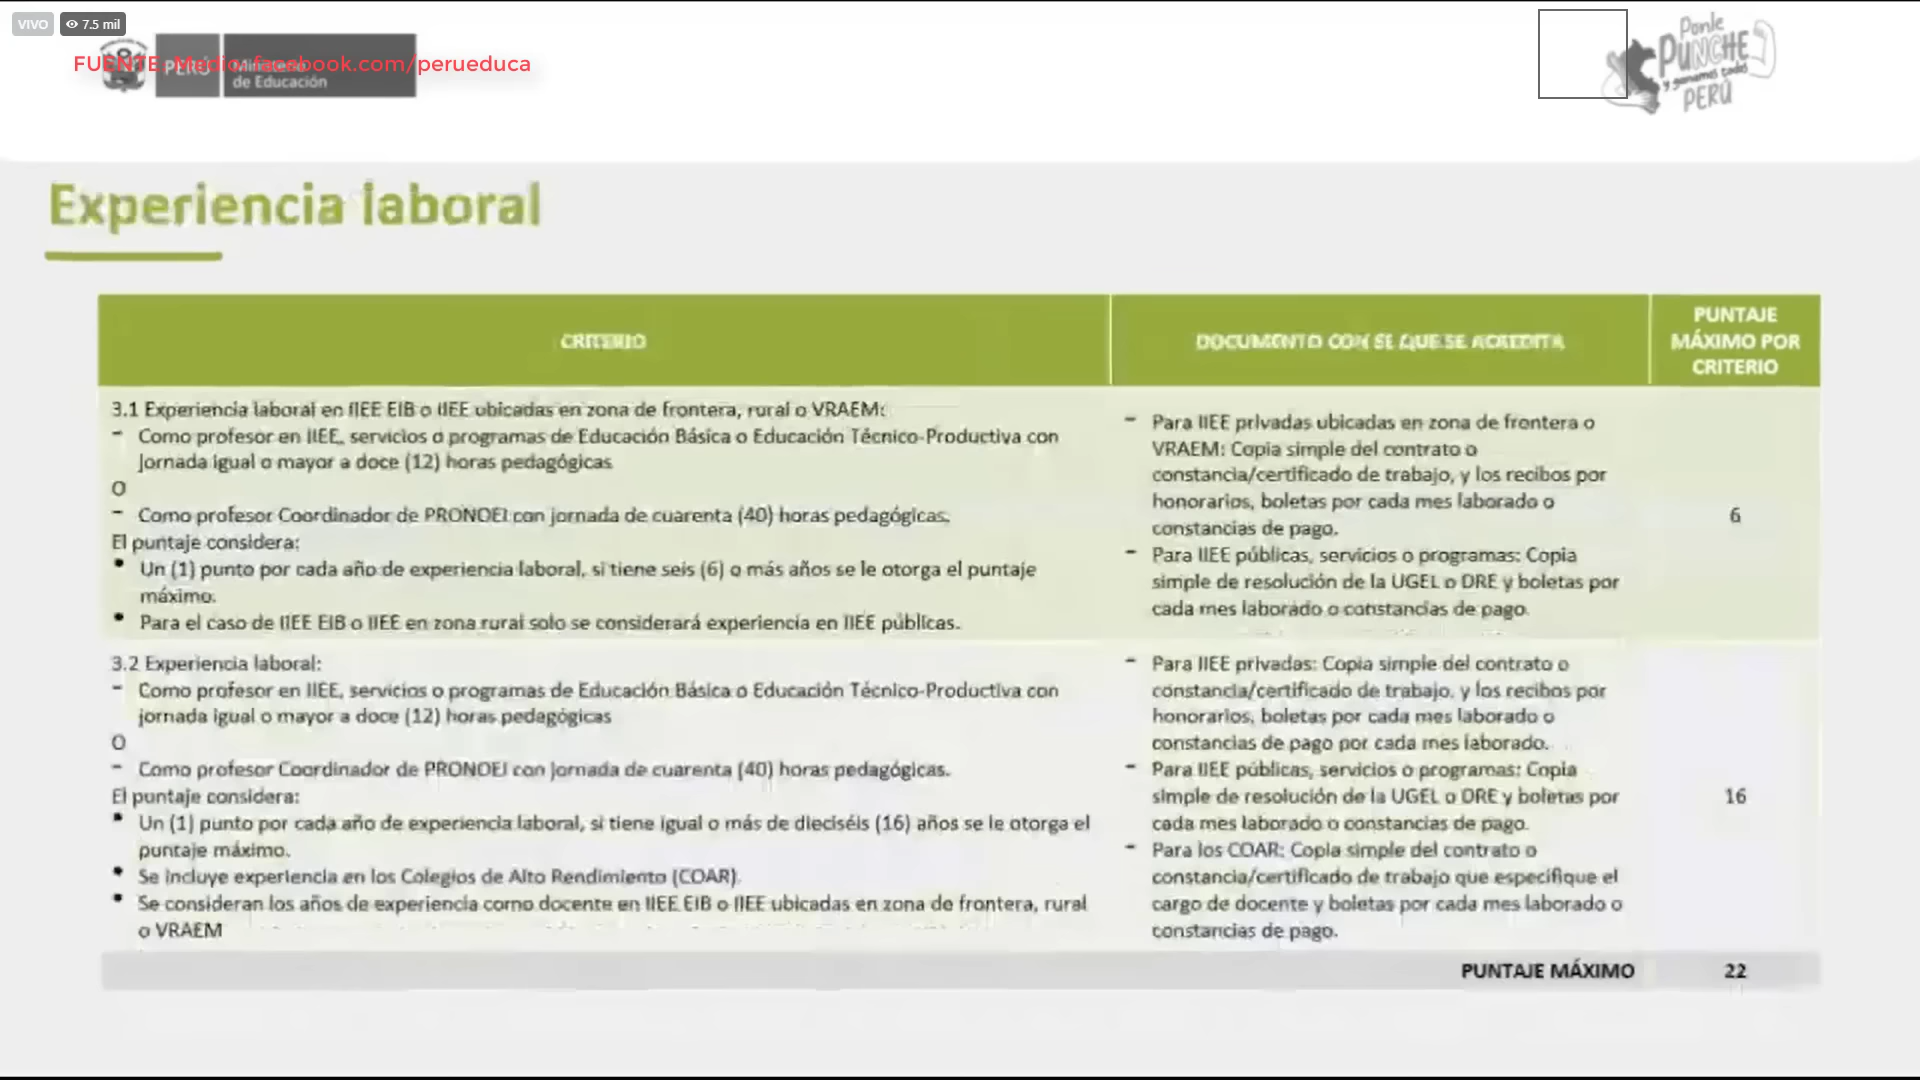 VIVO
7.5 mil
FUENTE: Medio: facebook.com/perueduca
PERÚ
Ministerio
de Educación
Ponle
PUNCHE
y ganamos todos
PERÚ
Experiencia laboral
CRITERIO
DOCUMENTO CON SE QUE SE ACREDITA
PUNTAJE
MÁXIMO POR
CRITERIO
3.1 Experiencia laboral en IIEE EIB o IIEE ubicadas en zona de frontera, rural o VRAEM:
- Como profesor en IIEE, servicios o programas de Educación Básica o Educación Técnico-Productiva con
jornada igual o mayor a doce (12) horas pedagógicas
O
- Como profesor Coordinador de PRONOEI con jornada de cuarenta (40) horas pedagógicas.
El puntaje considera:
• Un (1) punto por cada año de experiencia laboral, si tiene seis (6) o más años se le otorga el puntaje
máximo.
• Para el caso de IIEE EIB o IIEE en zona rural solo se considerará experiencia en IIEE públicas.
- Para IIEE privadas ubicadas en zona de frontera o
VRAEM: Copia simple del contrato o
constancia/certificado de trabajo, y los recibos por
honorarios, boletas por cada mes laborado o
constancias de pago.
- Para IIEE públicas, servicios o programas: Copia
simple de resolución de la UGEL o DRE y boletas por
cada mes laborado o constancias de pago.
6
3.2 Experiencia laboral:
- Como profesor en IIEE, servicios o programas de Educación Básica o Educación Técnico-Productiva con
jornada igual o mayor a doce (12) horas pedagógicas
O
- Como profesor Coordinador de PRONOEI con jornada de cuarenta (40) horas pedagógicas.
El puntaje considera:
• Un (1) punto por cada año de experiencia laboral, si tiene igual o más de dieciséis (16) años se le otorga el
puntaje máximo.
• Se incluye experiencia en los Colegios de Alto Rendimiento (COAR)
• Se consideran los años de experiencia como docente en IIEE EIB o IIEE ubicadas en zona de frontera, rural
o VRAEM
- Para IIEE privadas: Copia simple del contrato o
constancia/certificado de trabajo, y los recibos por
honorarios, boletas por cada mes laborado o
constancias de pago por cada mes laborado.
- Para IIEE públicas, servicios o programas: Copia
simple de resolución de la UGEL o DRE y boletas por
cada mes laborado o constancias de pago.
- Para los COAR: Copia simple del contrato o
constancia/certificado de trabajo que especifique el
cargo de docente y boletas por cada mes laborado o
constancias de pago.
16
PUNTAJE MÁXIMO
22